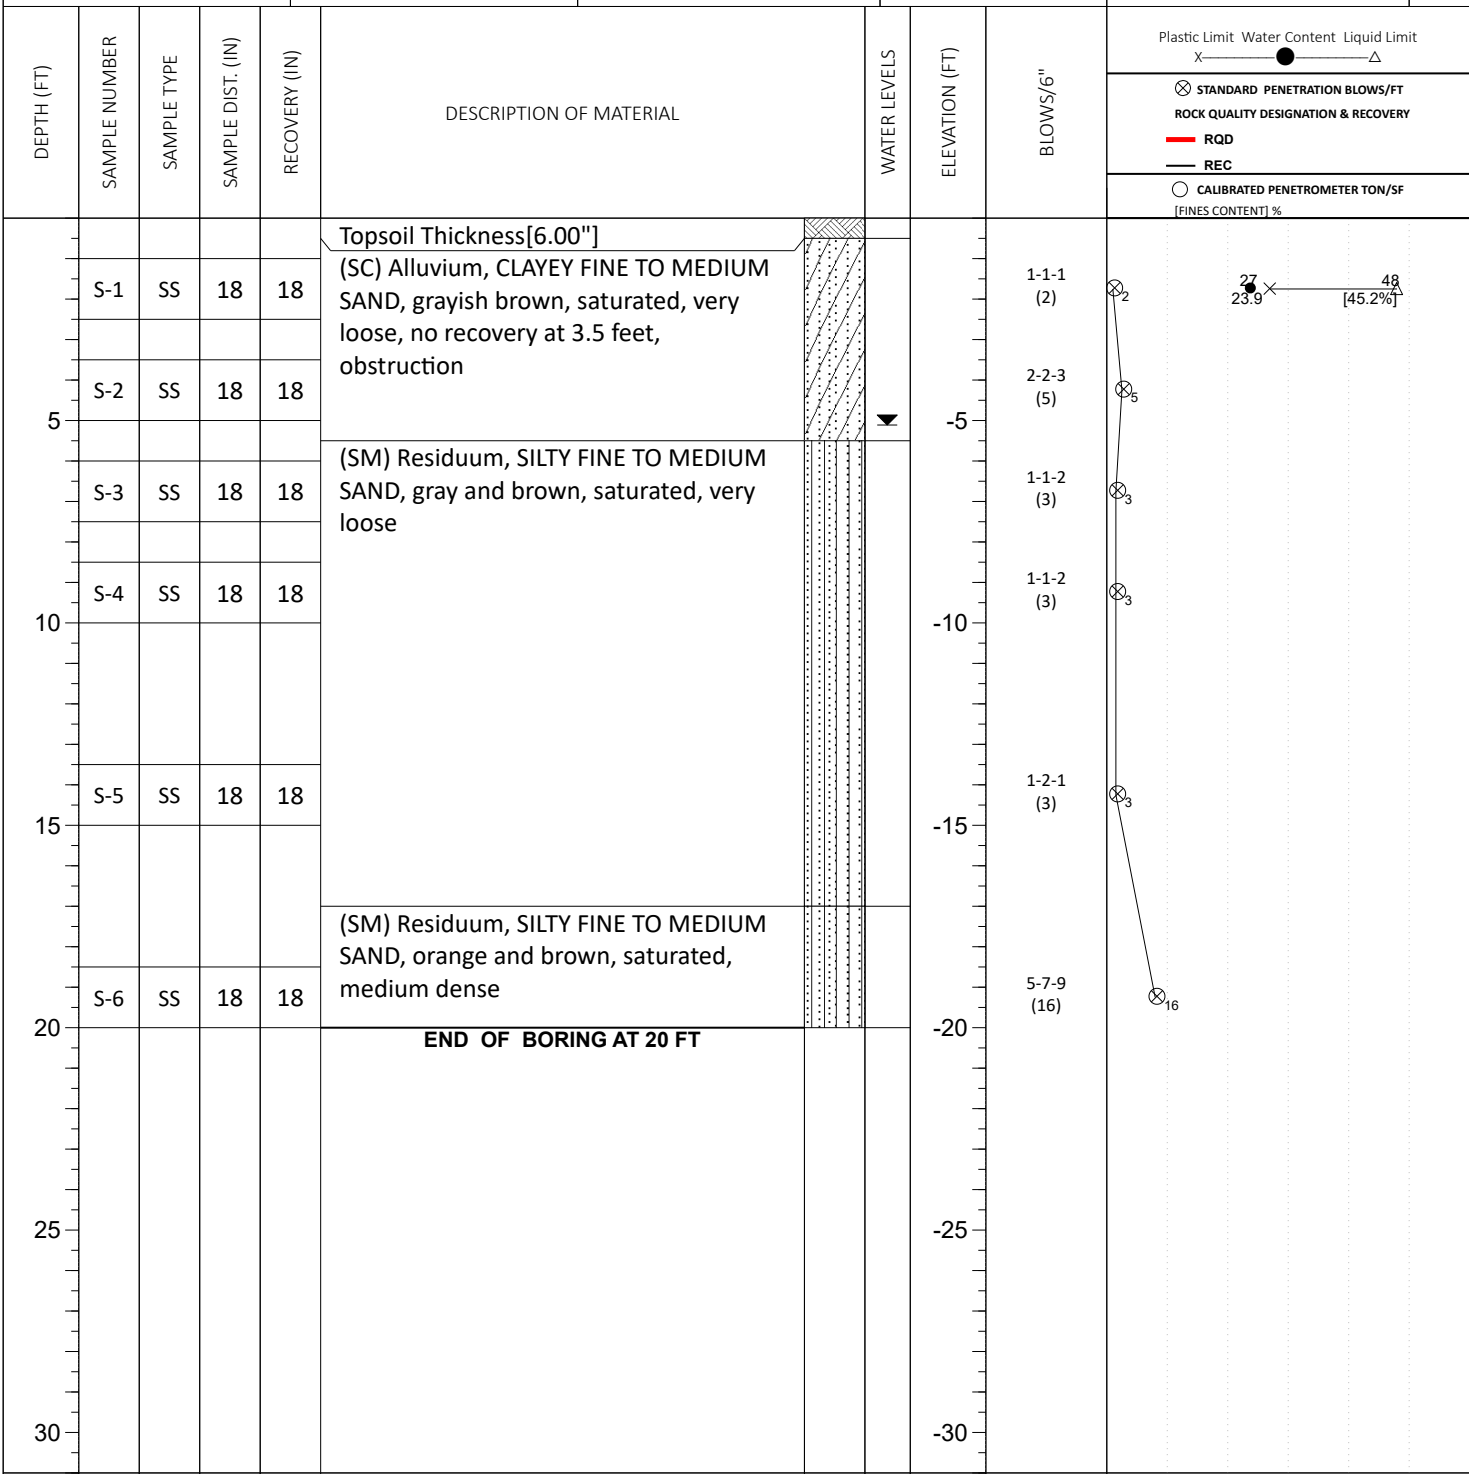 DEPTH (FT)
SAMPLE NUMBER
SAMPLE TYPE
SAMPLE DIST. (IN)
RECOVERY (IN)
DESCRIPTION OF MATERIAL
WATER LEVELS
ELEVATION (FT)
BLOWS/6"
Plastic Limit Water Content Liquid Limit
X
STANDARD PENETRATION BLOWS/FT
ROCK QUALITY DESIGNATION & RECOVERY
RQD
REC
CALIBRATED PENETROMETER TON/SF
[FINES CONTENT] %
Topsoil Thickness[6.00"]
(SC) Alluvium, CLAYEY FINE TO MEDIUM
SAND, grayish brown, saturated, very
loose, no recovery at 3.5 feet,
obstruction
S-1 SS 18 18
1-1-1
(2)
2
27
23.9
48
[45.2%]
S-2 SS 18 18
2-2-3
(5)
5
5
-5
(SM) Residuum, SILTY FINE TO MEDIUM
SAND, gray and brown, saturated, very
loose
S-3 SS 18 18
1-1-2
(3)
3
S-4 SS 18 18
1-1-2
(3)
3
10
-10
S-5 SS 18 18
1-2-1
(3)
3
15
-15
(SM) Residuum, SILTY FINE TO MEDIUM
SAND, orange and brown, saturated,
medium dense
S-6 SS 18 18
5-7-9
(16)
16
20
-20
END OF BORING AT 20 FT
25
-25
30
-30